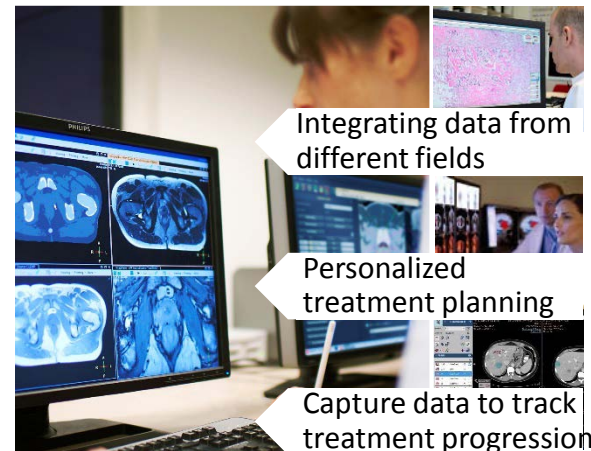 PHILIPS
Integrating data from
different fields
Personalized
treatment planning
Capture data to track
treatment progression